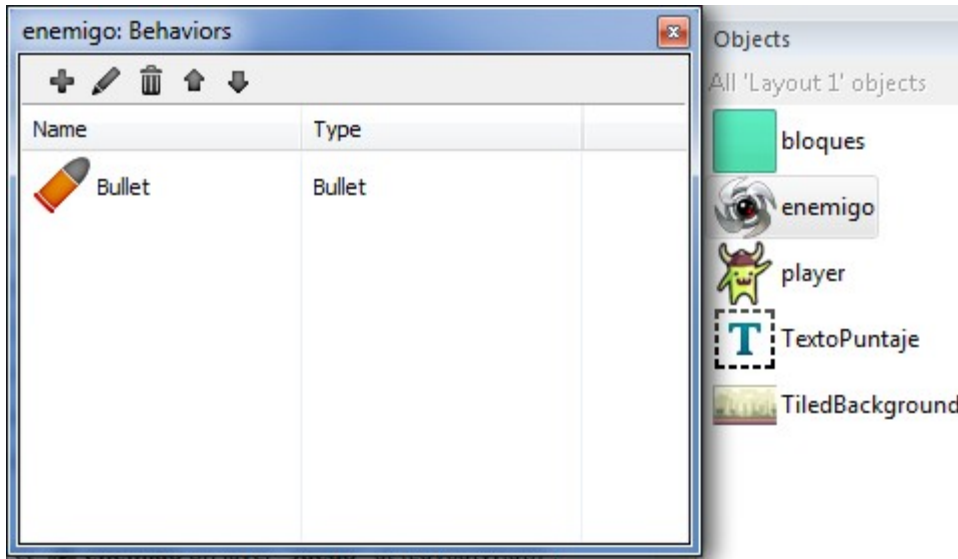 enemigo: Behaviors
Name Type
Bullet Bullet
Objects
All 'Layout 1' objects
bloques
enemigo
player
T TextoPuntaje
TiledBackground